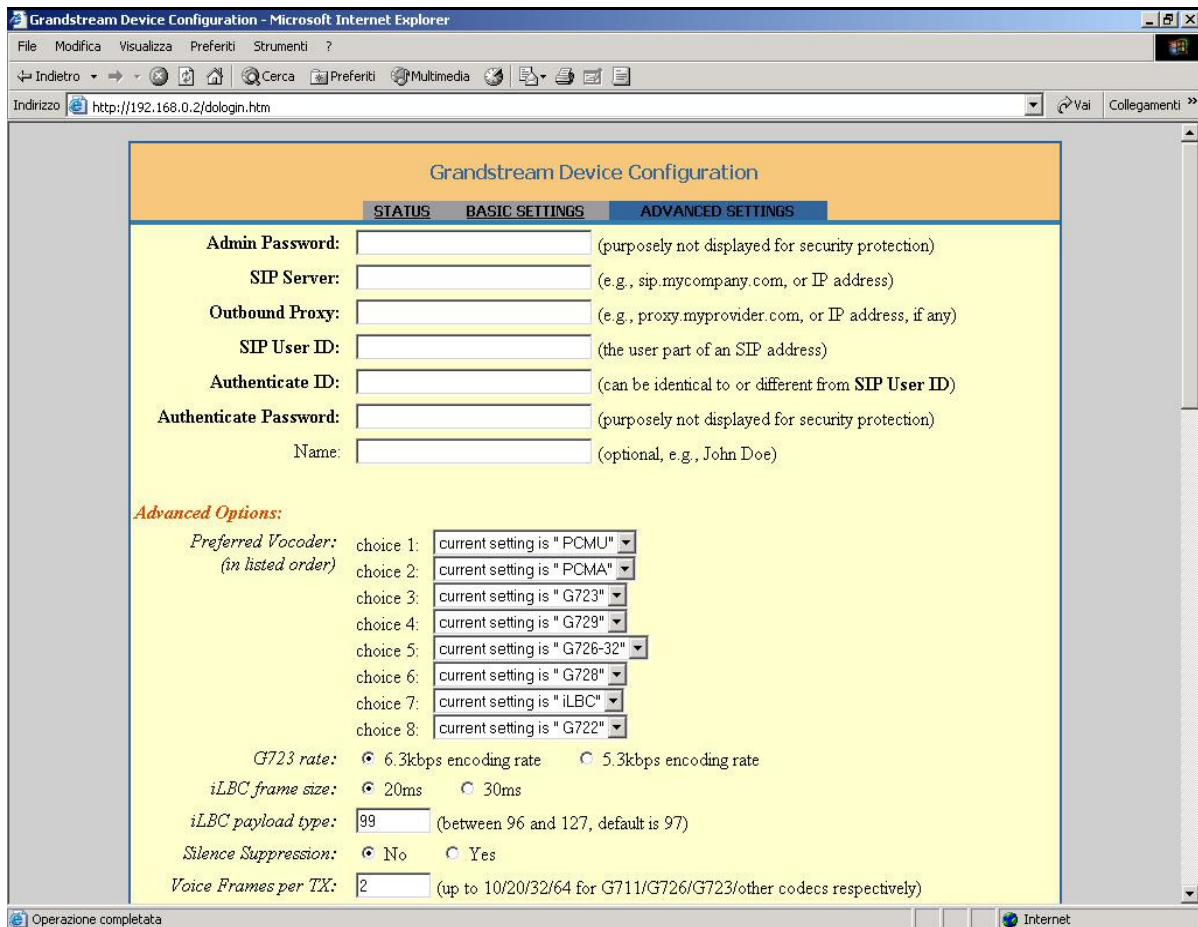 Grandstream Device Configuration - Microsoft Internet Explorer
File Modifica Visualizza Preferiti Strumenti ?
Indietro Cerca Preferiti Multimedia
Indirizzo http://192.168.0.2/dologin.htm Vai Collegamenti »
Grandstream Device Configuration
STATUS BASIC SETTINGS ADVANCED SETTINGS
Admin Password: (purposely not displayed for security protection)
SIP Server: (e.g., sip.mycompany.com, or IP address)
Outbound Proxy: (e.g., proxy.myprovider.com, or IP address, if any)
SIP User ID: (the user part of an SIP address)
Authenticate ID: (can be identical to or different from SIP User ID)
Authenticate Password: (purposely not displayed for security protection)
Name: (optional, e.g., John Doe)
Advanced Options:
Preferred Vocoder: choice 1: current setting is " PCMU"
(in listed order) choice 2: current setting is " PCMA"
choice 3: current setting is " G723"
choice 4: current setting is " G729"
choice 5: current setting is " G726-32"
choice 6: current setting is " G728"
choice 7: current setting is " iLBC"
choice 8: current setting is " G722"
G723 rate: 6.3kbps encoding rate 5.3kbps encoding rate
iLBC frame size: 20ms 30ms
iLBC payload type: 99 (between 96 and 127, default is 97)
Silence Suppression: No Yes
Voice Frames per TX: 2 (up to 10/20/32/64 for G711/G726/G723/other codecs respectively)
Operazione completata Internet